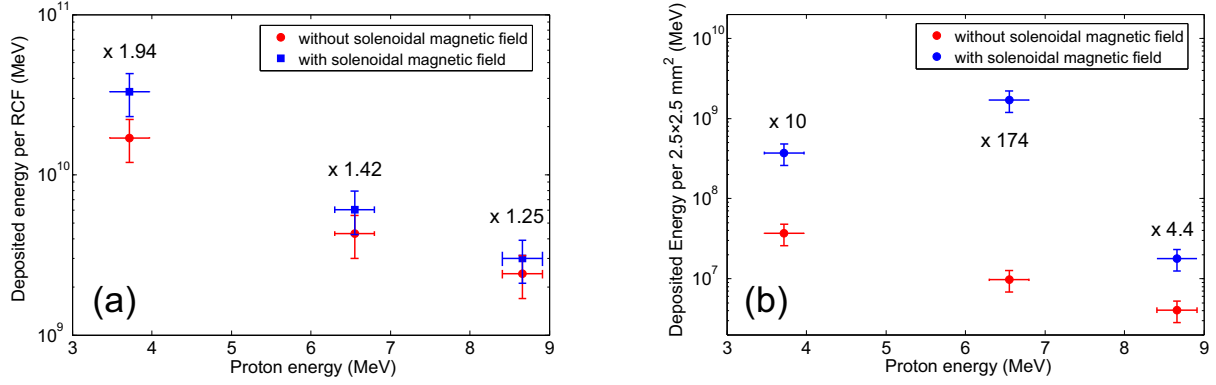 10^11
without solenoidal magnetic field
with solenoidal magnetic field
x 1.94
x 1.42
x 1.25
10^10
10^9
Deposited energy per RCF (MeV)
(a)
3 4 5 6 7 8 9
Proton energy (MeV)
10^10
without solenoidal magnetic field
with solenoidal magnetic field
10^9
x 10
x 174
10^8
x 4.4
10^7
Deposited Energy per 2.5×2.5 mm^2 (MeV)
(b)
3 4 5 6 7 8 9
Proton energy (MeV)